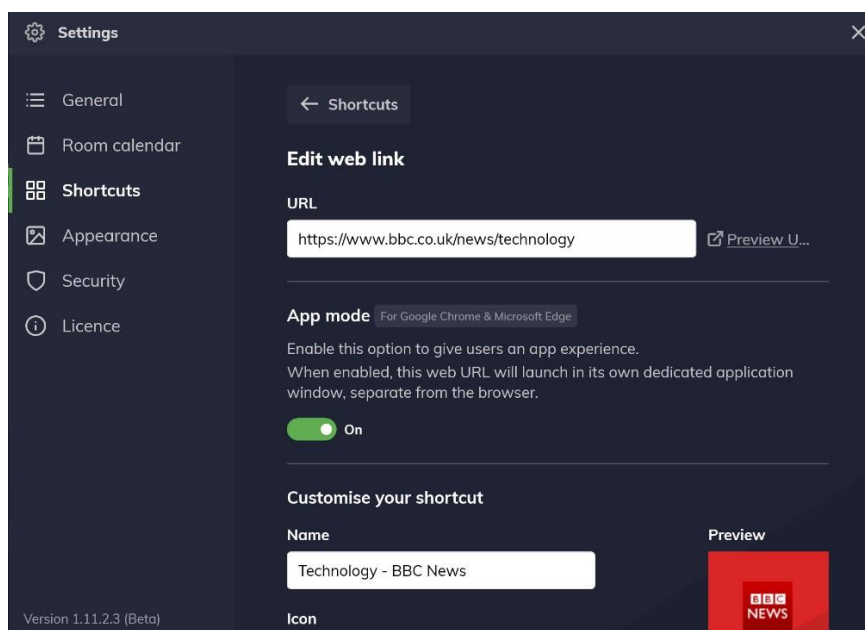 Settings
General
Room calendar
Shortcuts
Appearance
Security
Licence
Version 1.11.2.3 (Beta)
Shortcuts
Edit web link
URL
https://www.bbc.co.uk/news/technology
Preview U...
App mode For Google Chrome & Microsoft Edge
Enable this option to give users an app experience.
When enabled, this web URL will launch in its own dedicated application
window, separate from the browser.
On
Customise your shortcut
Name
Technology - BBC News
Icon
Preview
BBC
NEWS